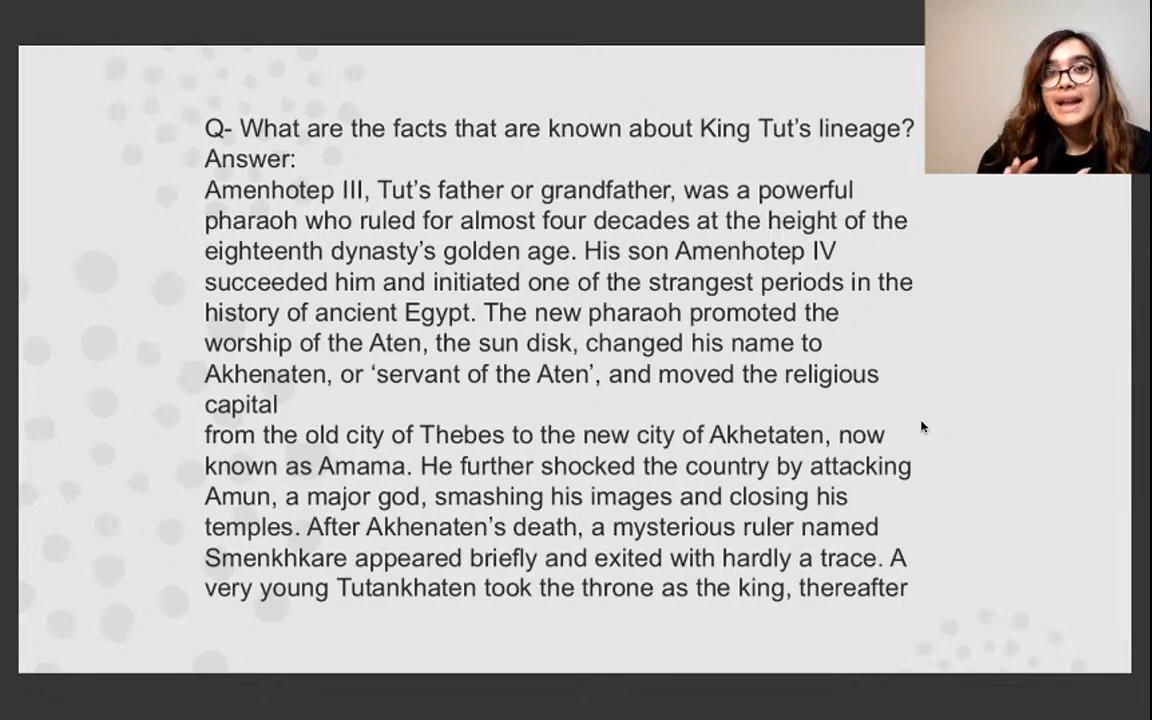 Q- What are the facts that are known about King Tut’s lineage?
Answer:
Amenhotep III, Tut’s father or grandfather, was a powerful
pharaoh who ruled for almost four decades at the height of the
eighteenth dynasty’s golden age. His son Amenhotep IV
succeeded him and initiated one of the strangest periods in the
history of ancient Egypt. The new pharaoh promoted the
worship of the Aten, the sun disk, changed his name to
Akhenaten, or ‘servant of the Aten’, and moved the religious
capital
from the old city of Thebes to the new city of Akhetaten, now
known as Amama. He further shocked the country by attacking
Amun, a major god, smashing his images and closing his
temples. After Akhenaten’s death, a mysterious ruler named
Smenkhkare appeared briefly and exited with hardly a trace. A
very young Tutankhaten took the throne as the king, thereafter